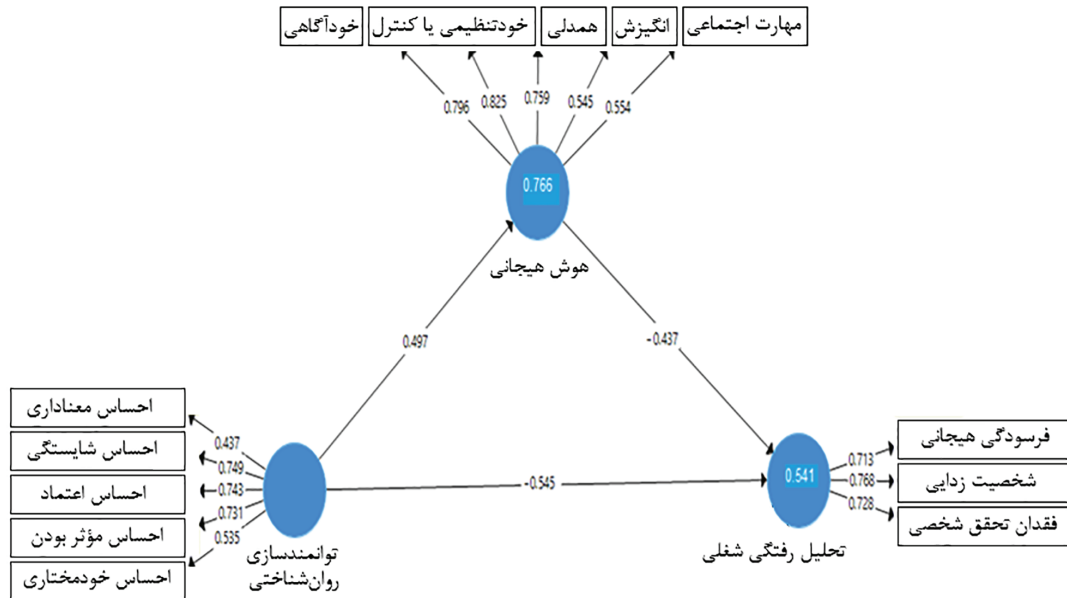 مهارت اجتماعی
انگیزش
همدلی
خودتنظیمی یا کنترل
خودآگاهی
0.796
0.825
0.759
0.545
0.554
0.766
هوش هیجانی
0.497
-0.437
احساس معناداری
احساس شایستگی
احساس اعتماد
احساس مؤثر بودن
احساس خودمختاری
0.437
0.749
0.743
0.731
0.535
توانمندسازی
روان‌شناختی
-0.545
0.541
تحلیل رفتگی شغلی
0.713
0.768
0.728
فرسودگی هیجانی
شخصیت زدایی
فقدان تحقق شخصی